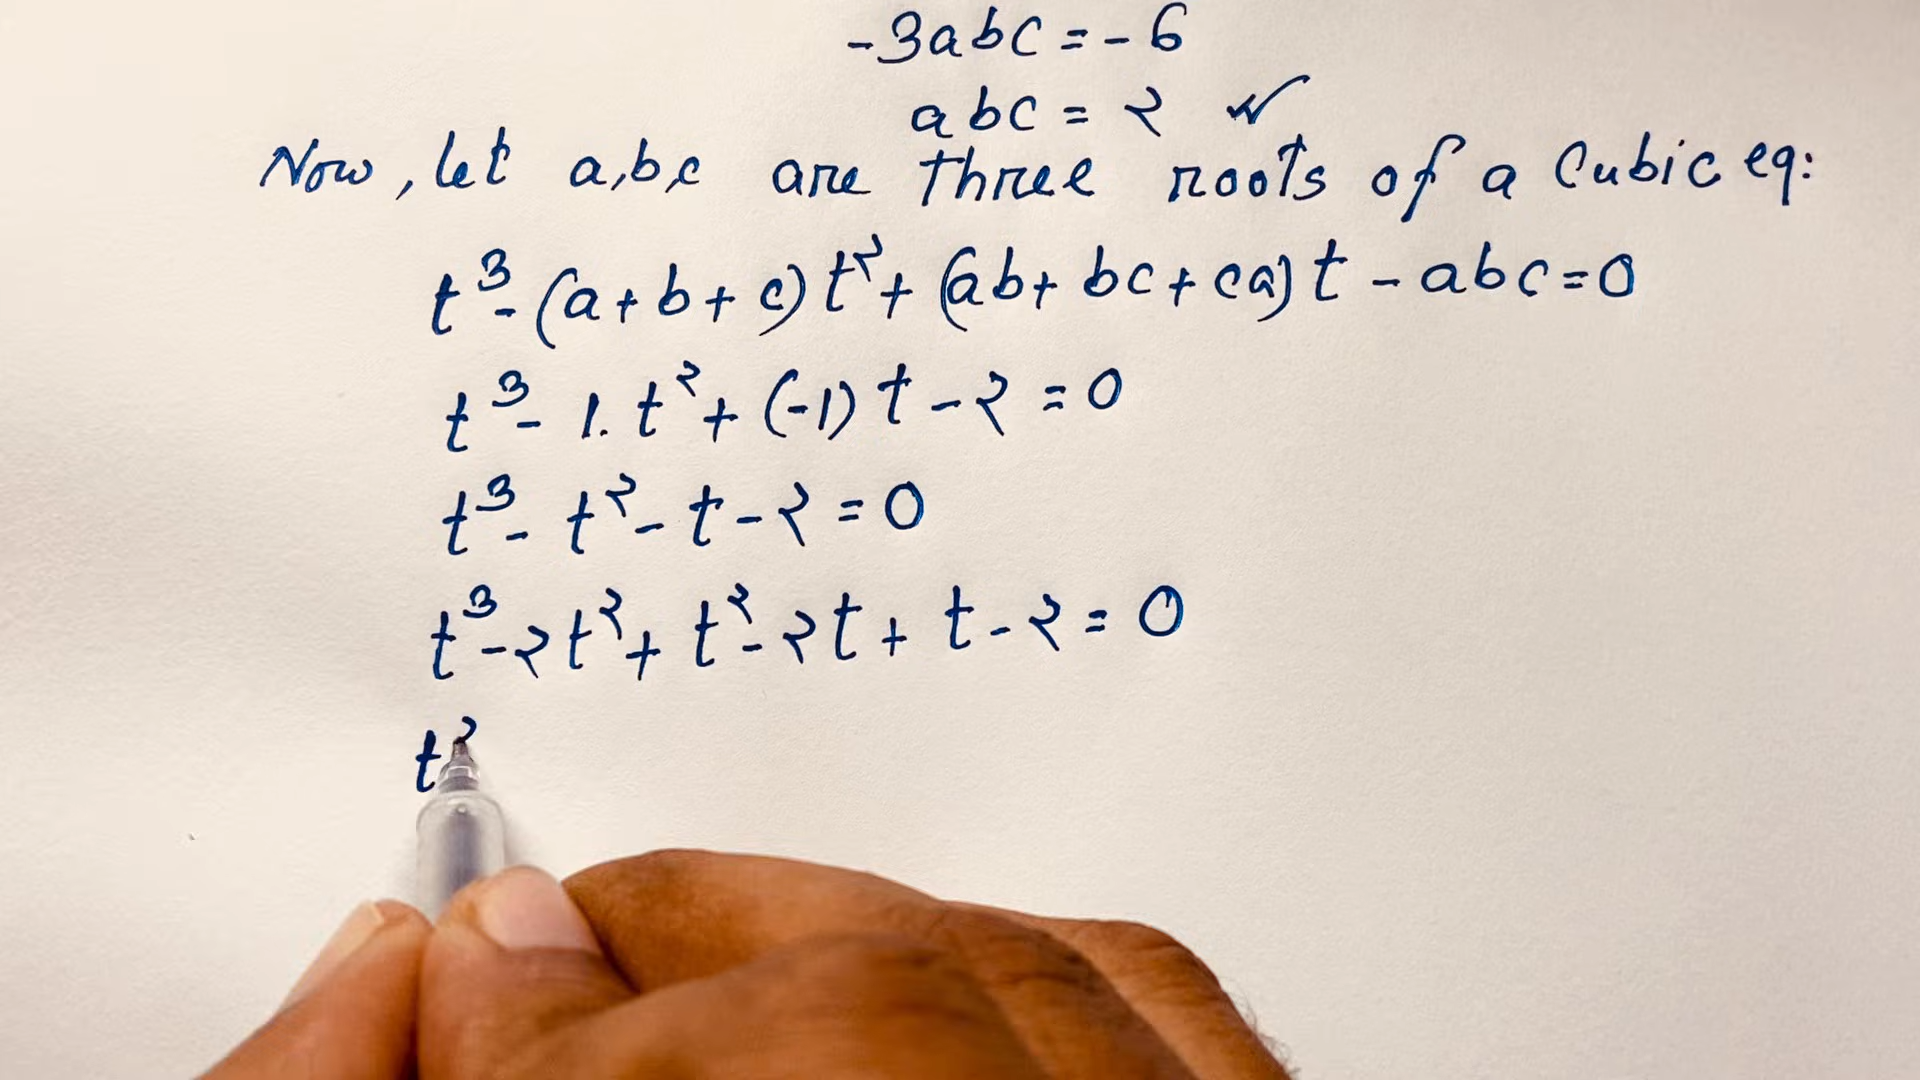 -3abc = -6
abc = 2 ✓
Now, let a,b,c are three roots of a Cubic eq:
t³ - (a+b+c)t² + (ab+bc+ca)t - abc = 0
t³ - 1.t² + (-1)t - 2 = 0
t³ - t² - t - 2 = 0
t³ - 2t² + t² - 2t + t - 2 = 0
t²